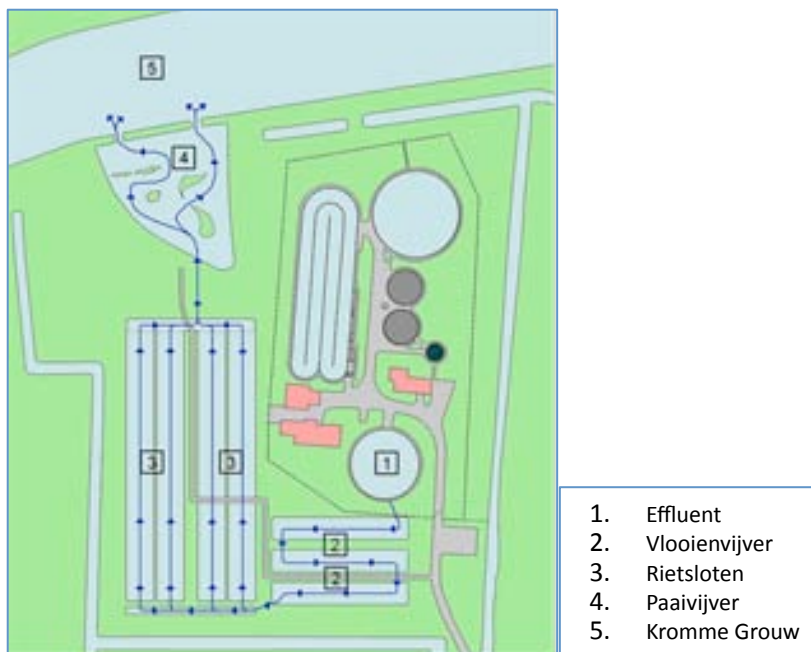 5
4
3
3
1
2
2
1. Effluent
2. Vlooienvijver
3. Rietsloten
4. Paaivijver
5. Kromme Grouw